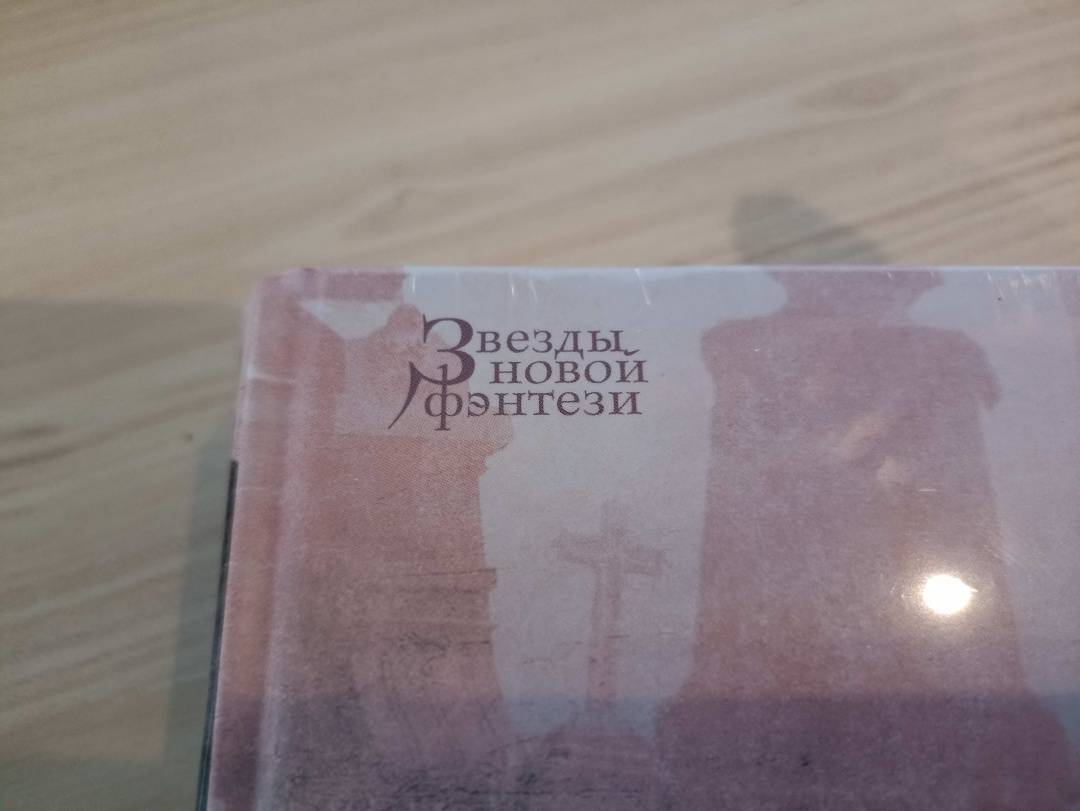 Звезды
новой
фэнтези